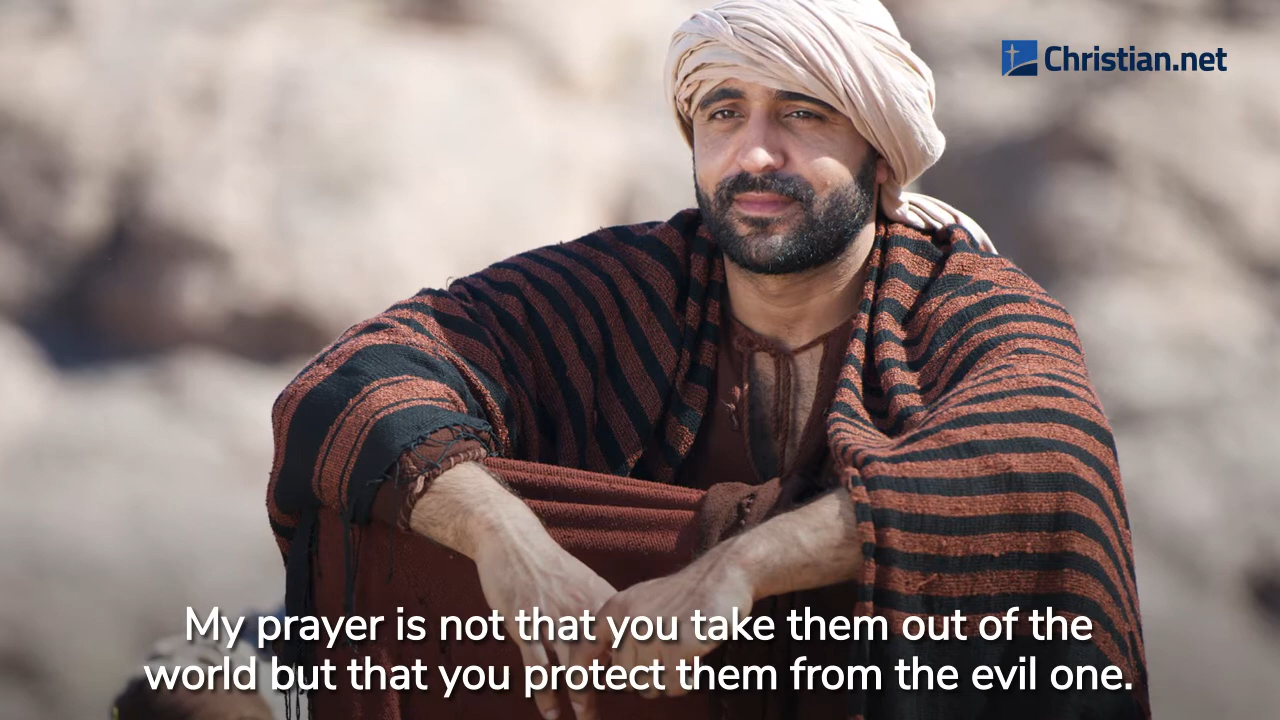 Christian.net
My prayer is not that you take them out of the
world but that you protect them from the evil one.